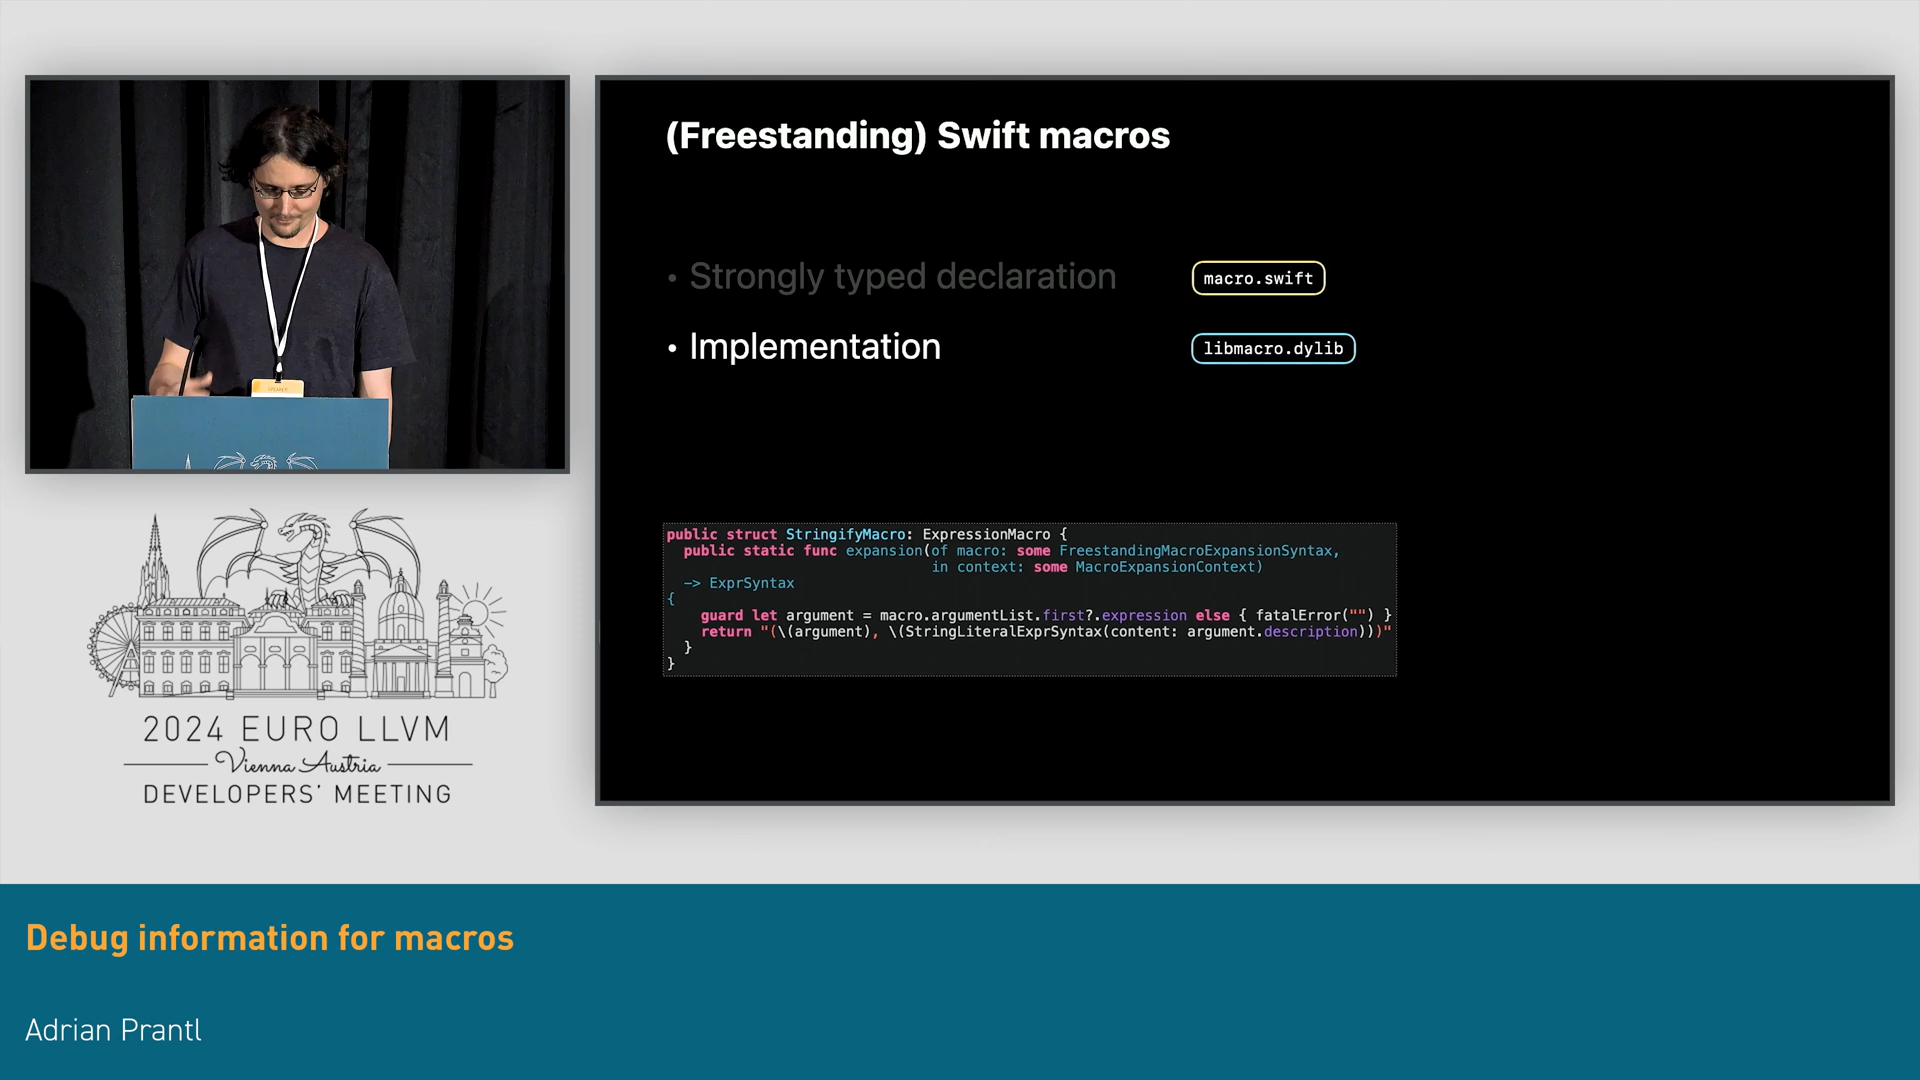 (Freestanding) Swift macros
• Strongly typed declaration
macro.swift
• Implementation
libmacro.dylib
public struct StringifyMacro: ExpressionMacro {
  public static func expansion(of macro: some FreestandingMacroExpansionSyntax,
                               in context: some MacroExpansionContext)
  -> ExprSyntax
{
    guard let argument = macro.argumentList.first?.expression else { fatalError("") }
    return "(\(argument), \(StringLiteralExprSyntax(content: argument.description)))"
  }
}
2024 EURO LLVM
Vienna Austria
DEVELOPERS' MEETING
Debug information for macros
Adrian Prantl